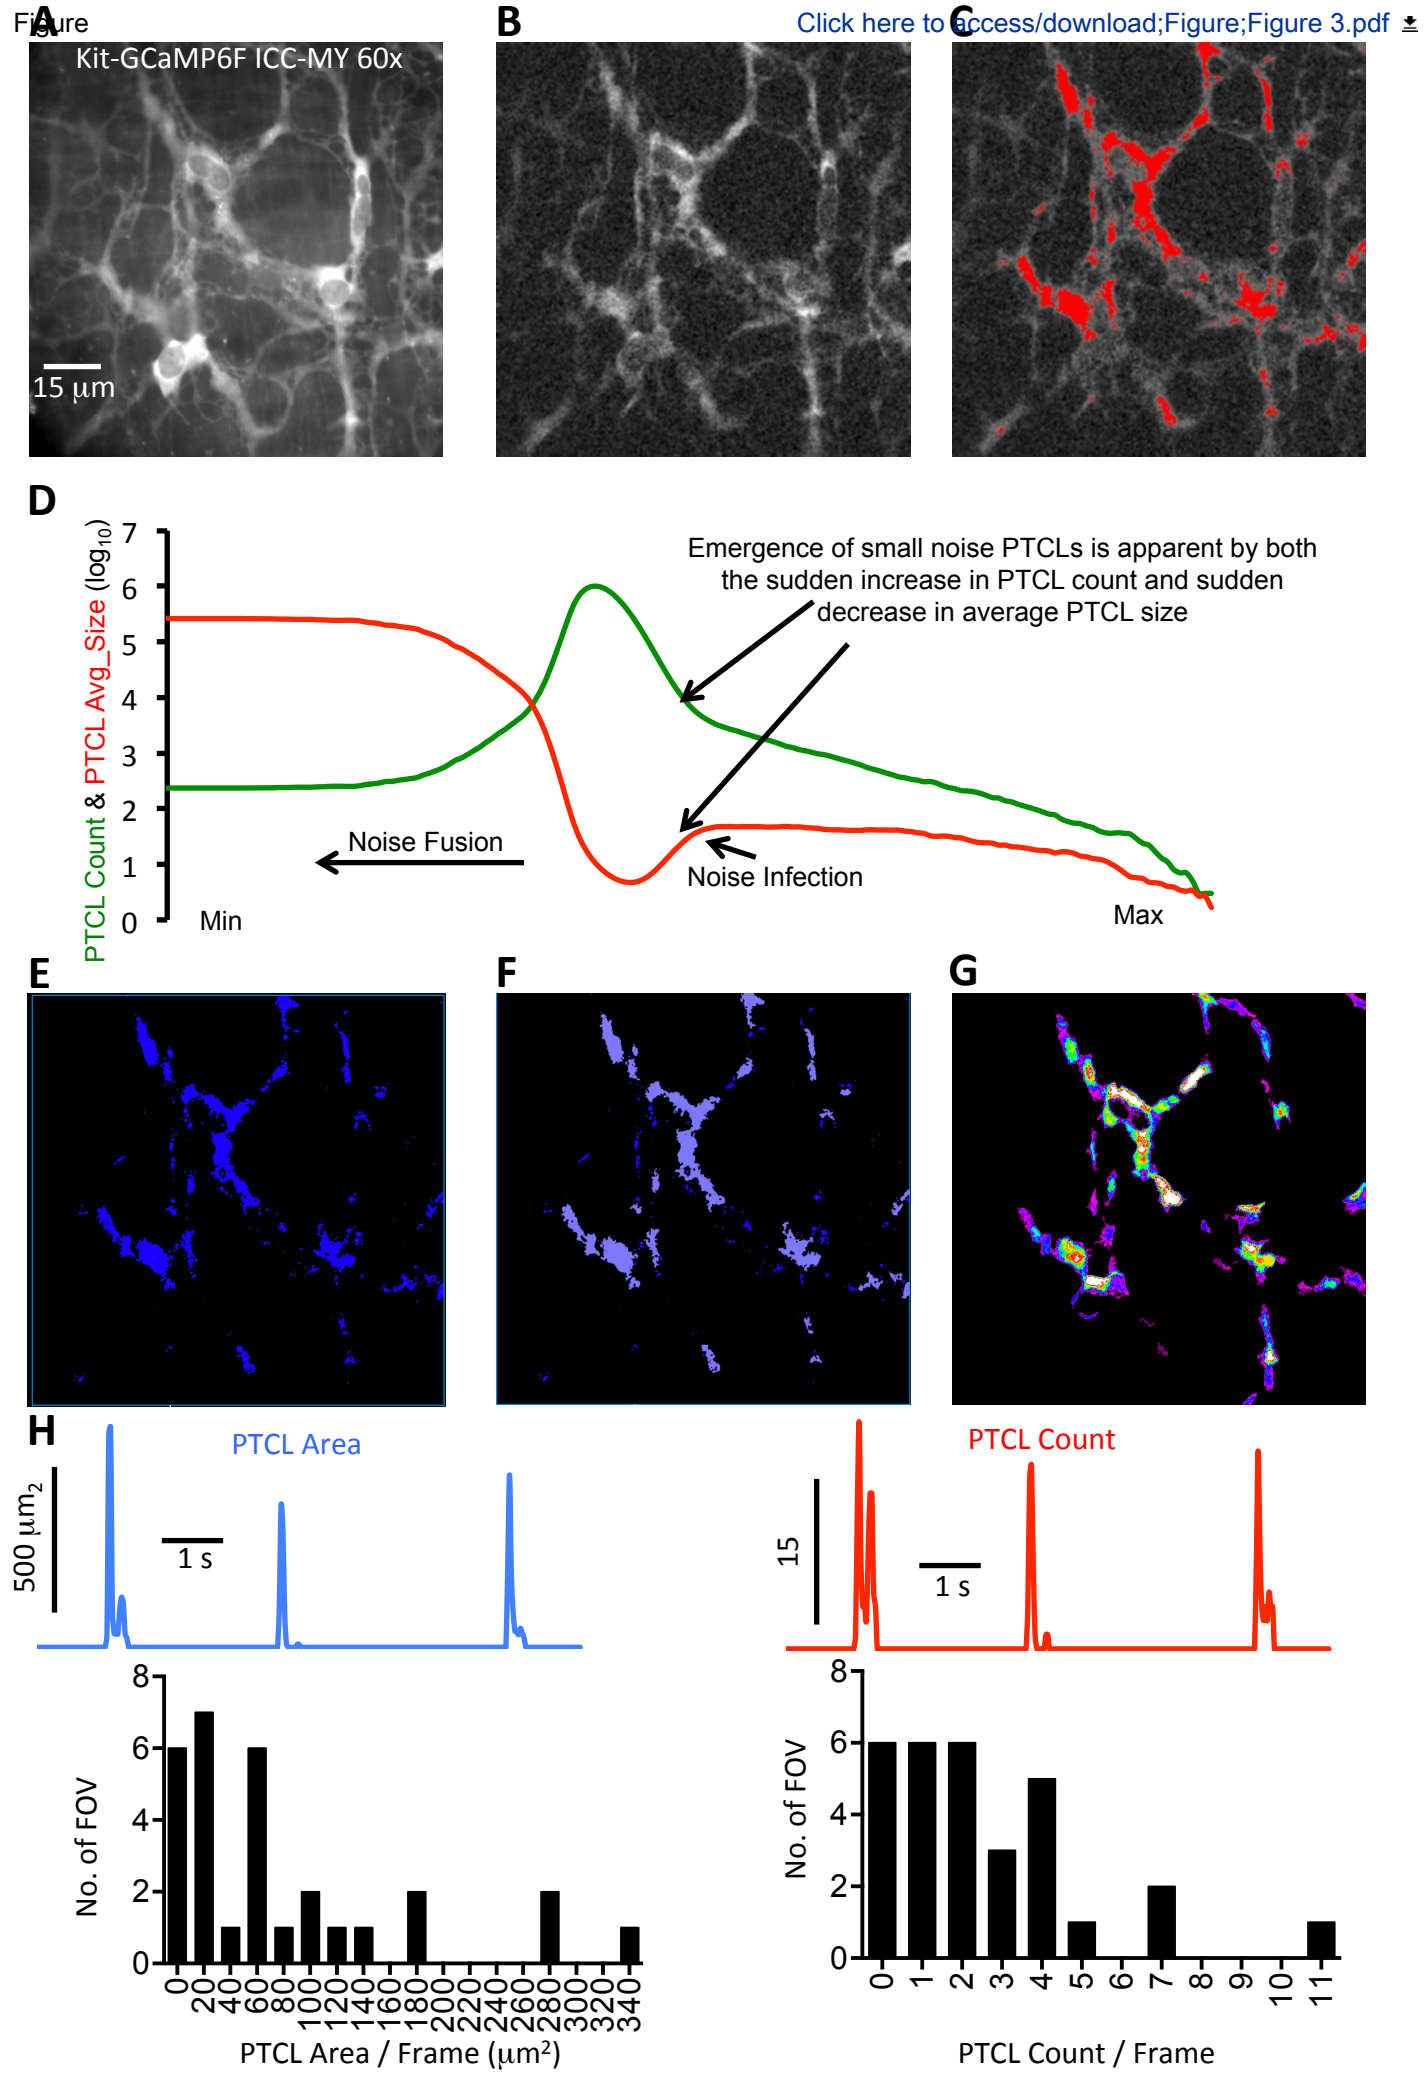 Figure
Click here to access/download;Figure;Figure 3.pdf
A
B
C
Kit-GCaMP6F ICC-MY 60x
15 μm
D
PTCL Count & PTCL Avg_Size (log10)
7
6
5
4
3
2
1
0
Emergence of small noise PTCLs is apparent by both
the sudden increase in PTCL count and sudden
decrease in average PTCL size
Noise Fusion
Noise Infection
Min
Max
E
F
G
H
PTCL Area
500 μm2
1 s
PTCL Count
15
1 s
No. of FOV
8
6
4
2
0
0
20
40
60
80
100
120
140
160
180
200
220
240
260
280
300
320
340
PTCL Area / Frame (μm²)
No. of FOV
8
6
4
2
0
0
1
2
3
4
5
6
7
8
9
10
11
PTCL Count / Frame